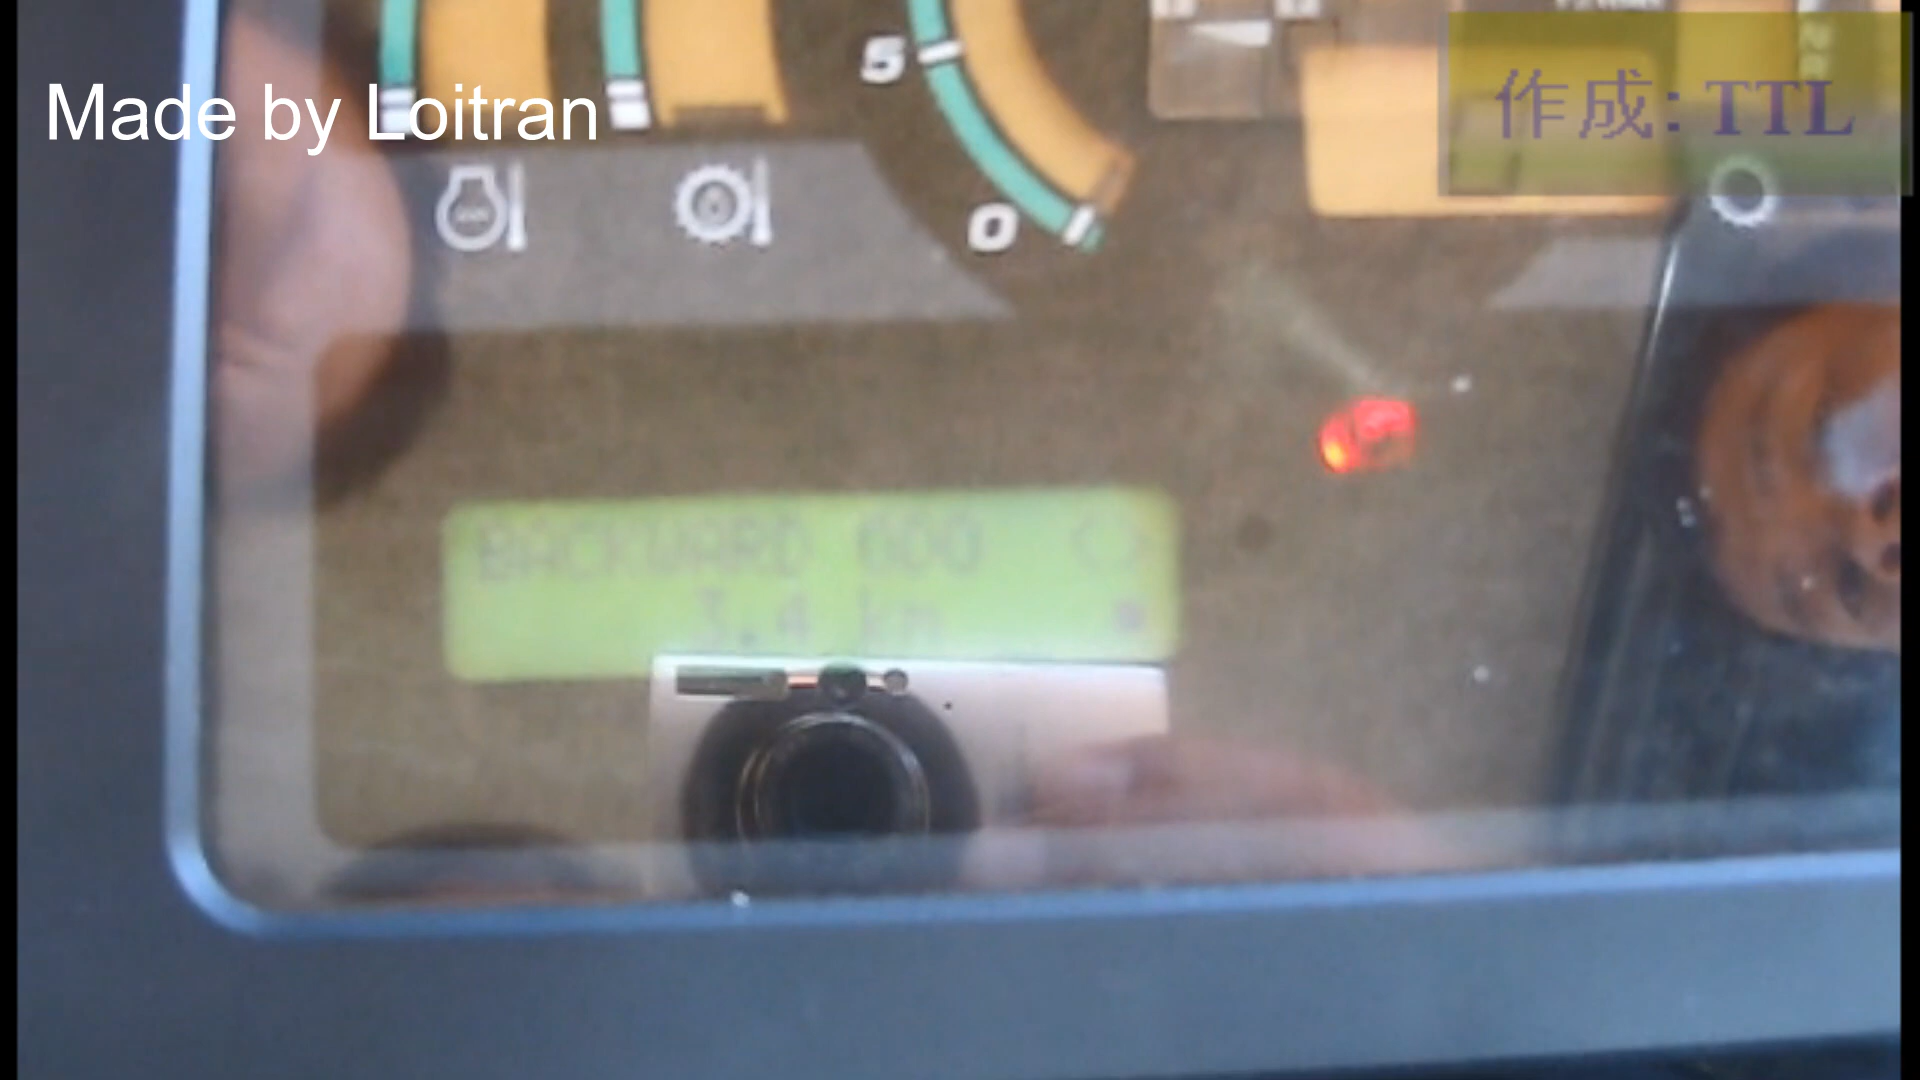 Made by Loitran
作成: TTL
5
0
BACKWARD 000
3.4 km